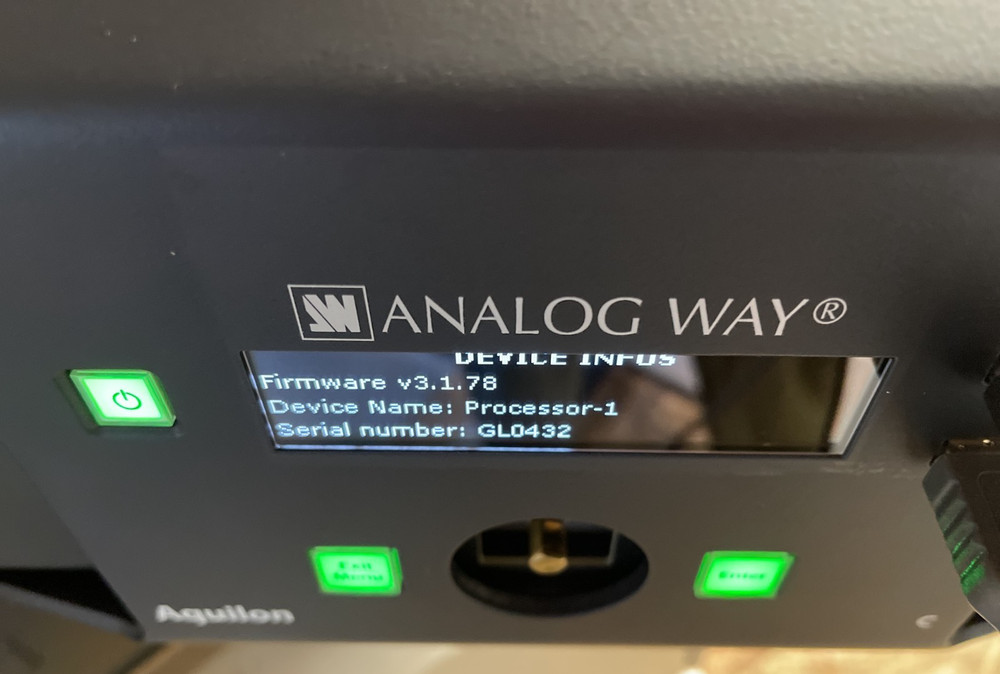 ANALOG WAY®
DEVICE INFOS
Firmware v3.1.78
Device Name: Processor-1
Serial number: GL0432
Exit
Menu
Enter
Aquilon
C